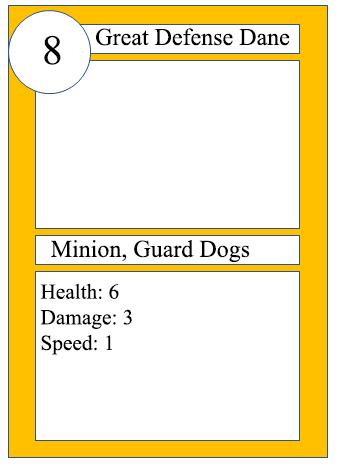 8
Great Defense Dane
Minion, Guard Dogs
Health: 6
Damage: 3
Speed: 1